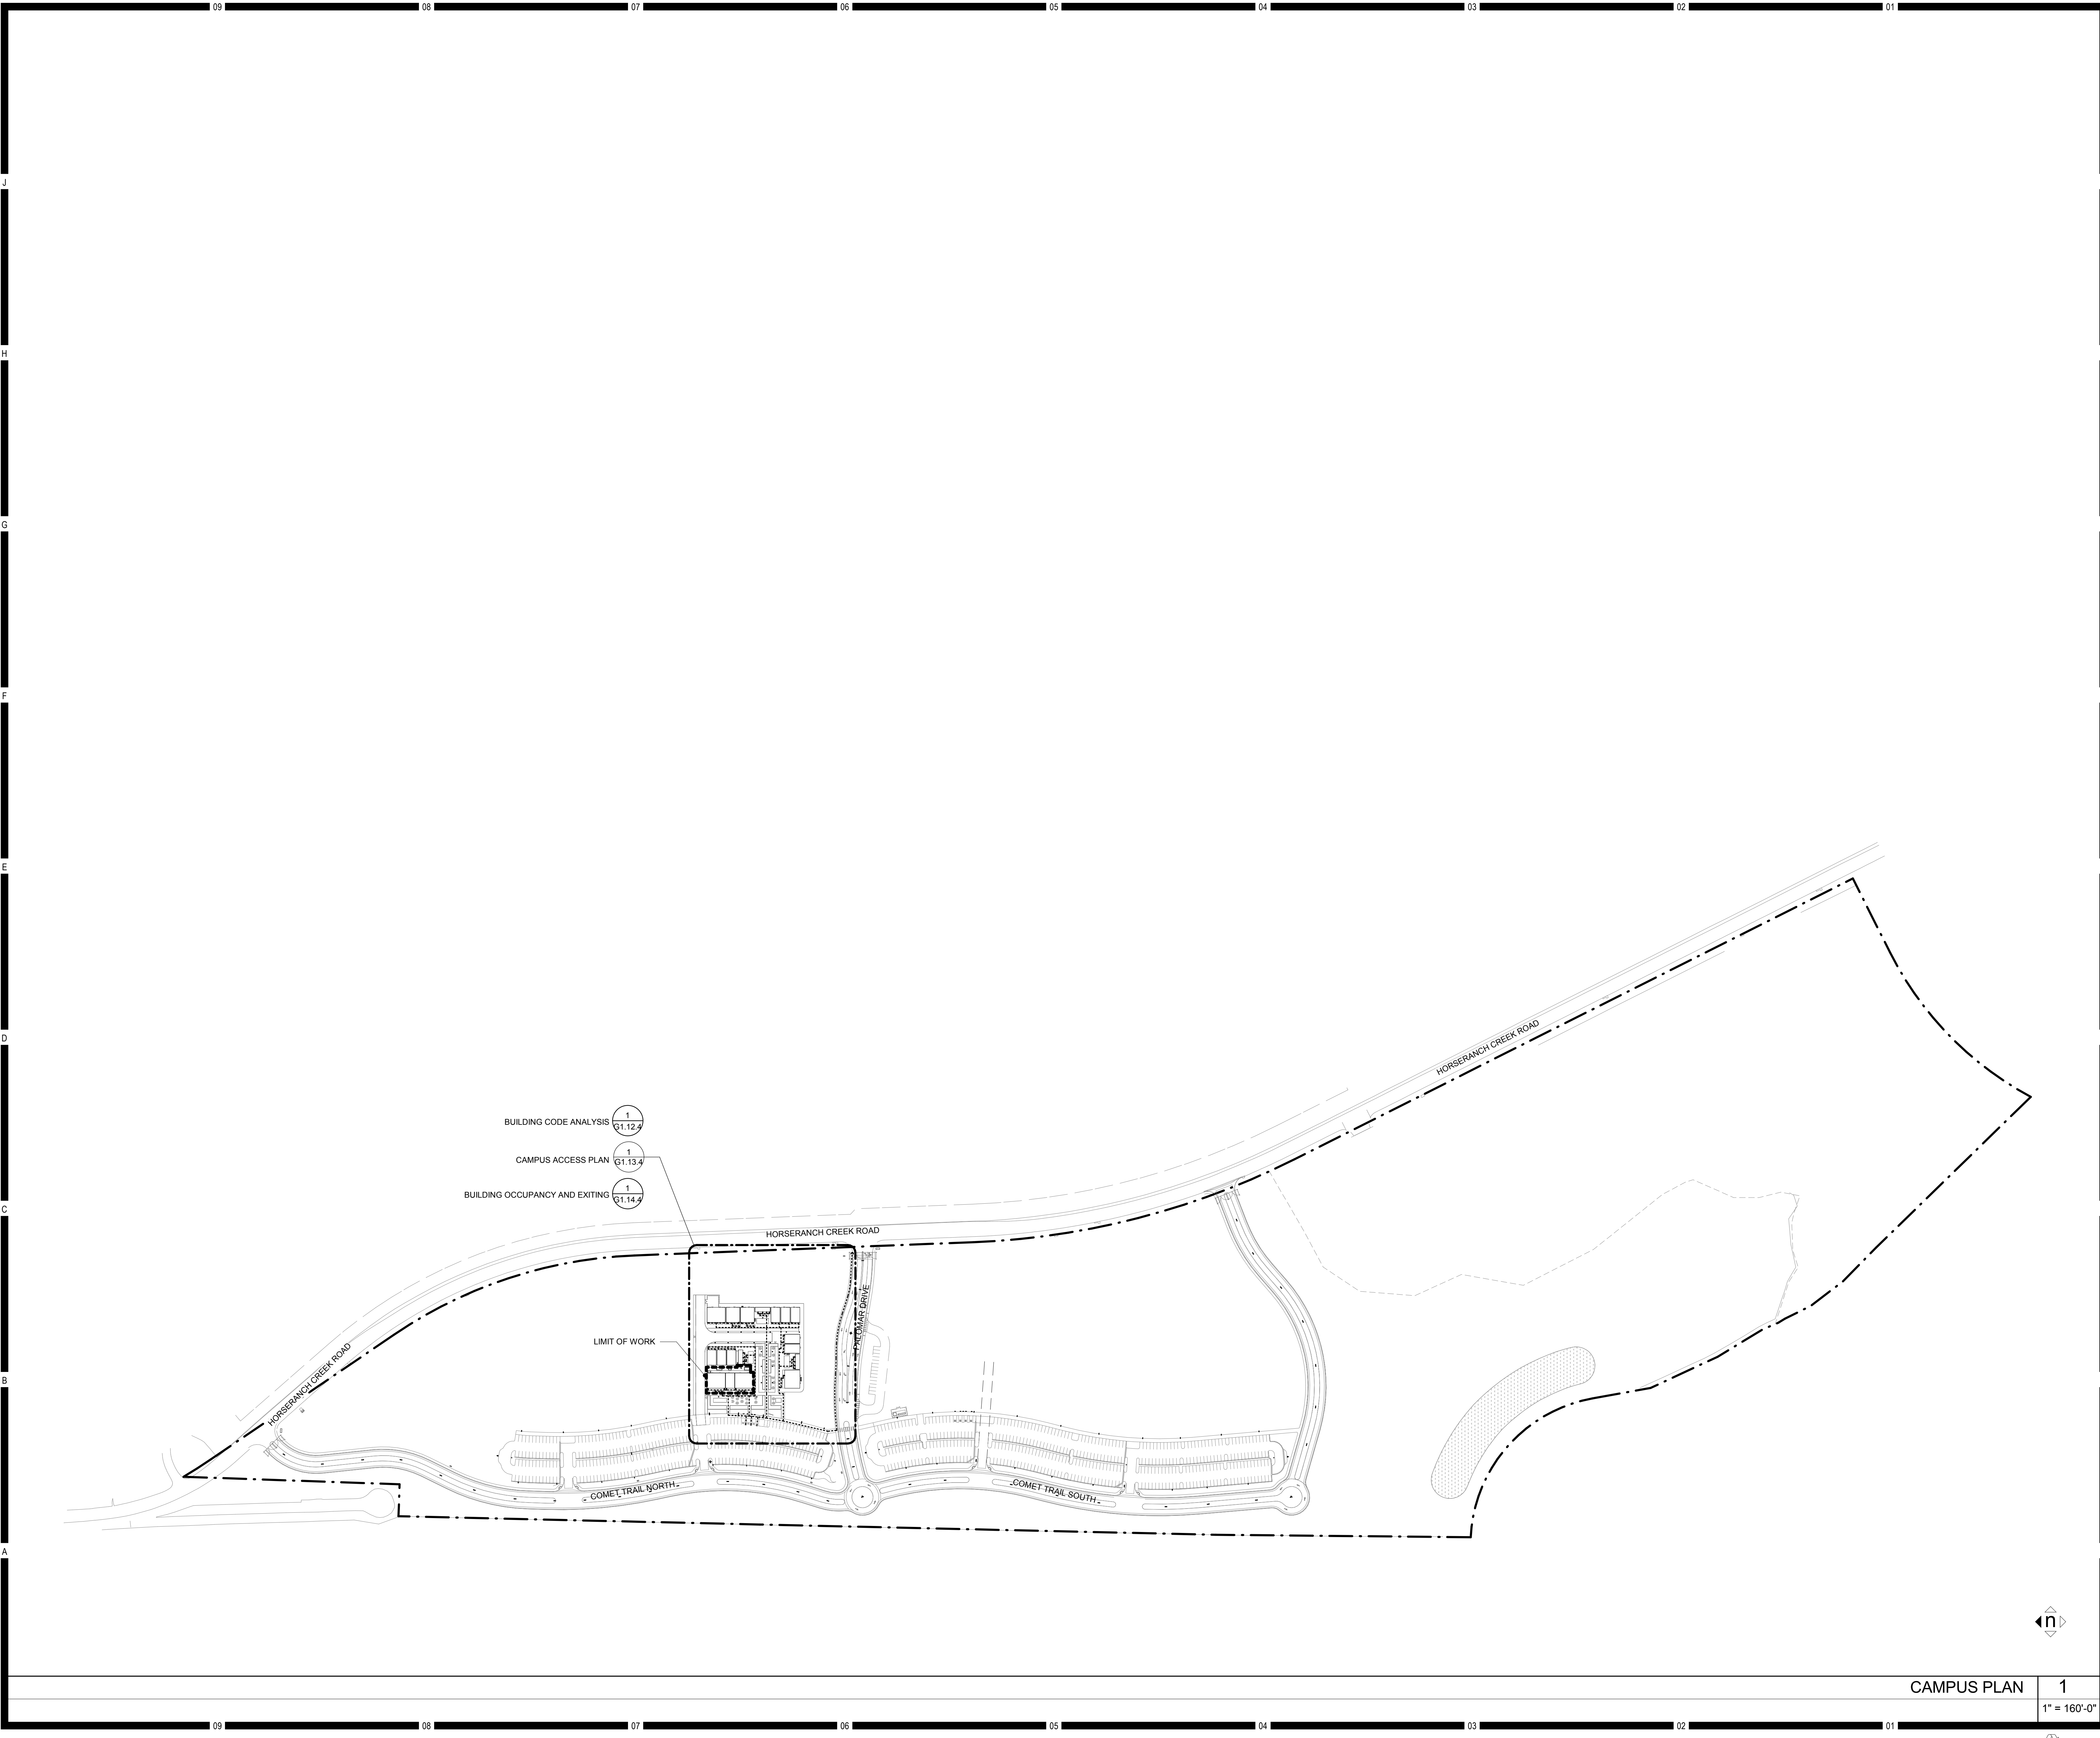 09 08 07 06 05 04 03 02 01
J
H
G
F
E
D
HORSERANCH CREEK ROAD
1
BUILDING CODE ANALYSIS G1.12.4
1
CAMPUS ACCESS PLAN G1.13.4
1
BUILDING OCCUPANCY AND EXITING G1.14.4
C
HORSERANCH CREEK ROAD
PALOMAR DRIVE
LIMIT OF WORK
B
HORSERANCH CREEK ROAD
COMET TRAIL NORTH
COMET TRAIL SOUTH
A
n
CAMPUS PLAN 1
1" = 160'-0"
09 08 07 06 05 04 03 02 01